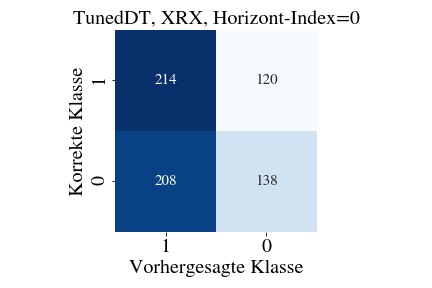 TunedDT, XRX, Horizont-Index=0
Korrekte Klasse
1
214 120
0
208 138
1 0
Vorhergesagte Klasse